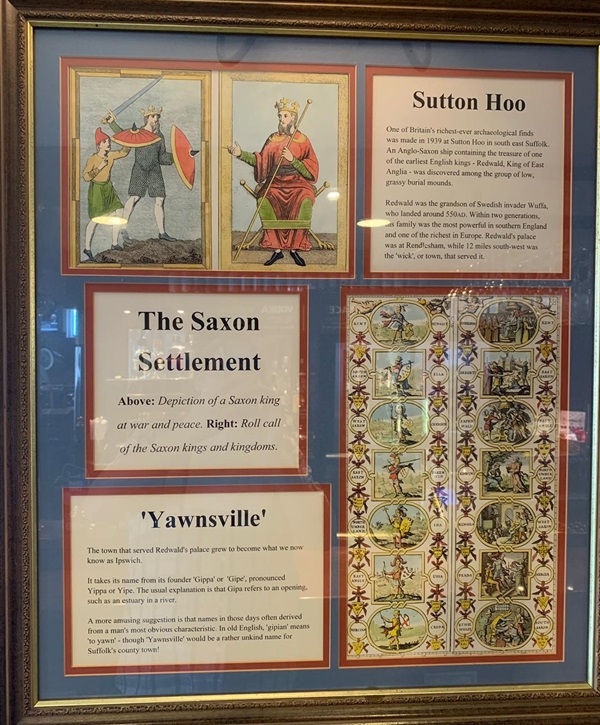 Sutton Hoo
One of Britain's richest-ever archaeological finds
was made in 1939 at Sutton Hoo in south east Suffolk.
An Anglo-Saxon ship containing the treasure of one
of the earliest English kings - Redwald, King of East
Anglia - was discovered among the group of low,
grassy burial mounds.
Redwald was the grandson of Swedish invader Wuffa,
who landed around 550AD. Within two generations,
his family was the most powerful in southern England
and one of the richest in Europe. Redwald's palace
was at Rendlesham, while 12 miles south-west was
the 'wick', or town, that served it.
The Saxon
Settlement
Above: Depiction of a Saxon king
at war and peace. Right: Roll call
of the Saxon kings and kingdoms.
'Yawnsville'
The town that served Redwald's palace grew to become what we now
know as Ipswich.
It takes its name from its founder 'Gippa' or 'Gipe', pronounced
Yippa or Yipe. The usual explanation is that Gipa refers to an opening,
such as an estuary in a river.
A more amusing suggestion is that names in those days often derived
from a man's most obvious characteristic. In old English, 'gipian' means
'to yawn' - though 'Yawnsville' would be a rather unkind name for
Suffolk's county town!